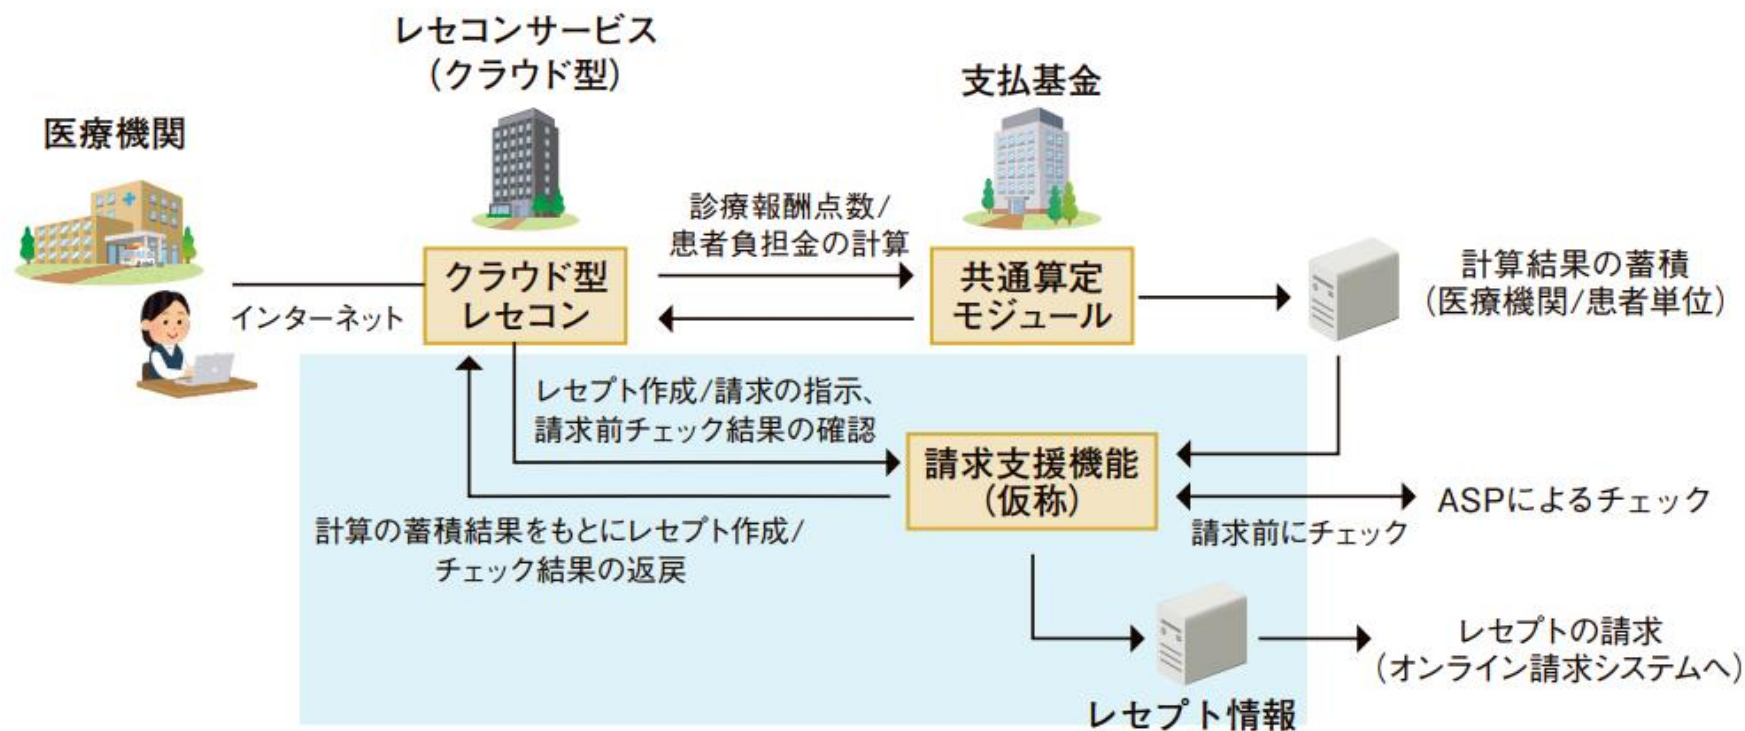 レセコンサービス
（クラウド型）
支払基金
医療機関
診療報酬点数/
患者負担金の計算
クラウド型
レセコン
共通算定
モジュール
計算結果の蓄積
（医療機関/患者単位）
インターネット
レセプト作成/請求の指示、
請求前チェック結果の確認
請求支援機能
（仮称）
ASPによるチェック
請求前にチェック
計算の蓄積結果をもとにレセプト作成/
チェック結果の返戻
レセプトの請求
（オンライン請求システムへ）
レセプト情報